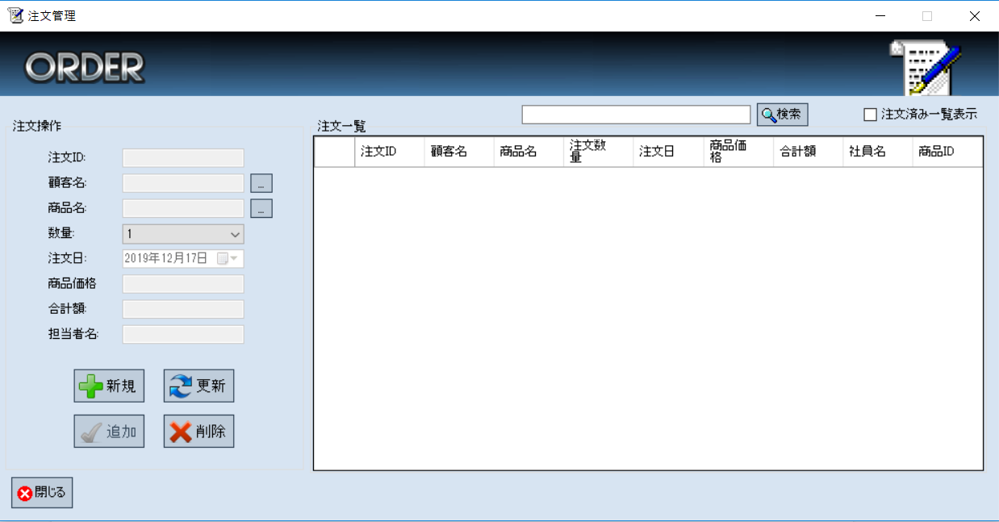 注文管理
ORDER
検索
注文済み一覧表示
注文操作
注文ID:
顧客名:
...
商品名:
...
数量:
1
注文日:
2019年12月17日
商品価格
合計額:
担当者名:
新規
更新
追加
削除
閉じる
注文一覧
注文ID
顧客名
商品名
注文数
量
注文日
商品価
格
合計額
社員名
商品ID